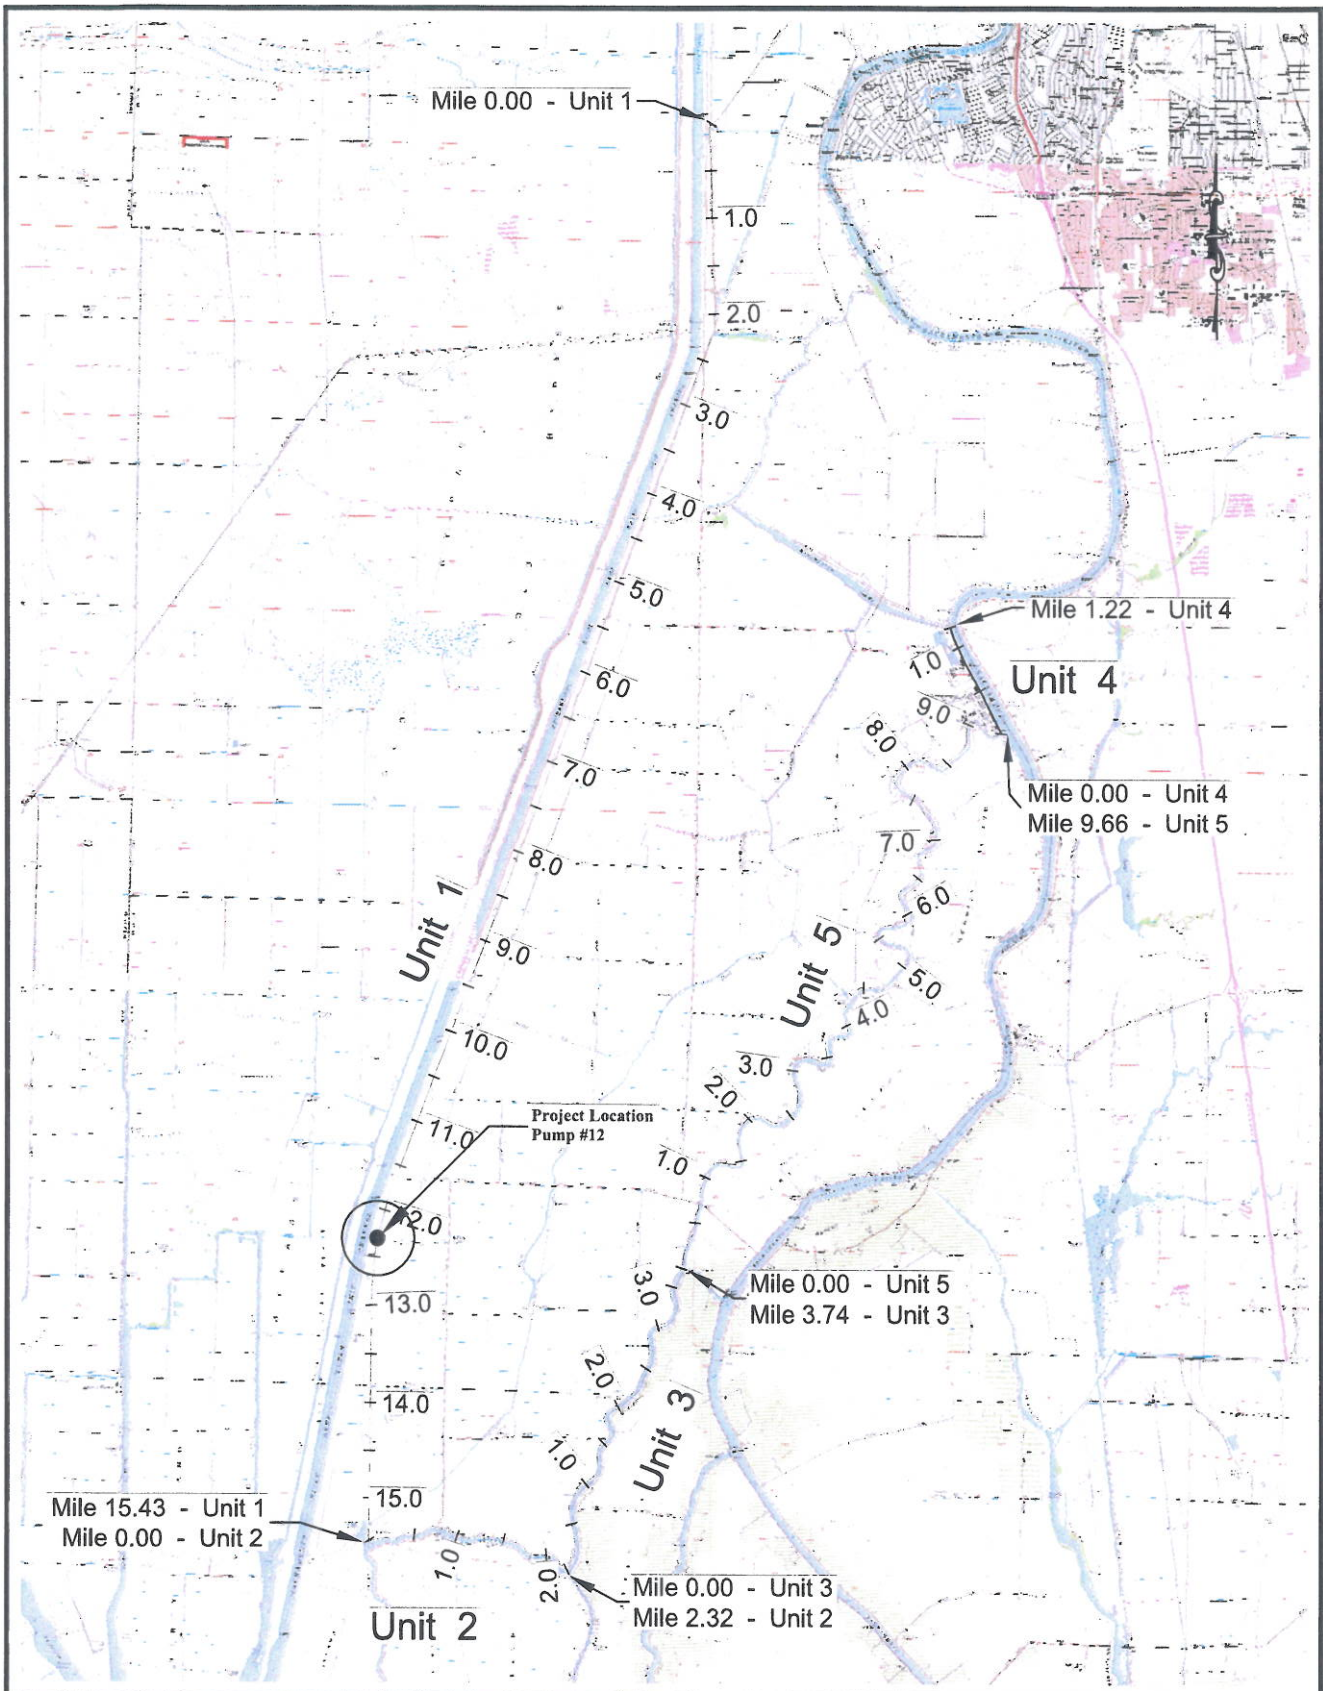 Mile 0.00 - Unit 1
1.0
2.0
3.0
4.0
5.0
Mile 1.22 - Unit 4
1.0
Unit 4
6.0
9.0
8.0
7.0
Mile 0.00 - Unit 4
Mile 9.66 - Unit 5
7.0
8.0
6.0
Unit 1
9.0
Unit 5
5.0
4.0
10.0
3.0
2.0
11.0
Project Location
Pump #12
1.0
12.0
3.0
Mile 0.00 - Unit 5
Mile 3.74 - Unit 3
13.0
2.0
14.0
Unit 3
1.0
15.0
Mile 15.43 - Unit 1
Mile 0.00 - Unit 2
1.0
2.0
Mile 0.00 - Unit 3
Mile 2.32 - Unit 2
Unit 2